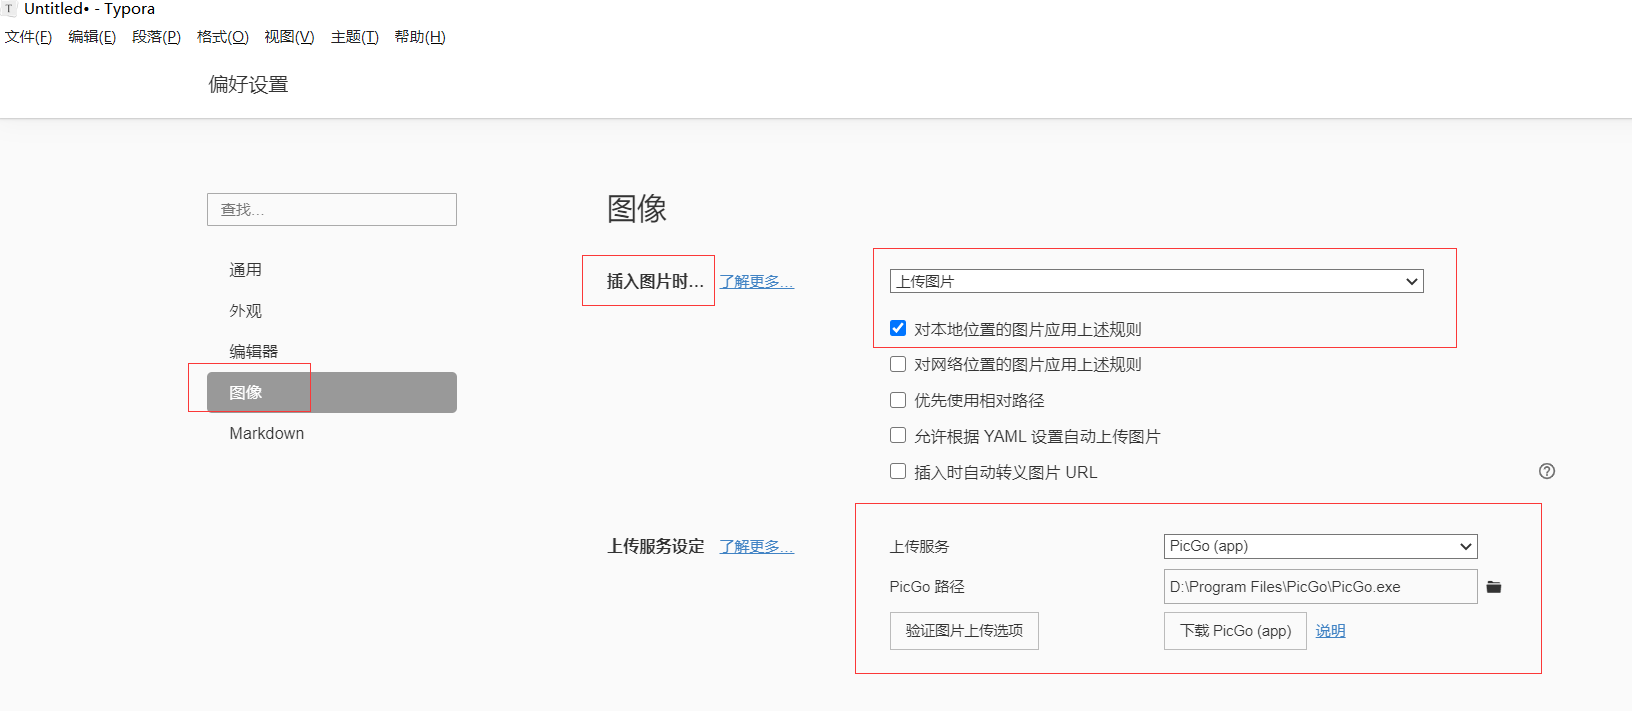 T Untitled• - Typora
文件(F) 编辑(E) 段落(P) 格式(O) 视图(V) 主题(T) 帮助(H)
偏好设置
查找...
通用
外观
编辑器
图像
Markdown
图像
插入图片时... 了解更多... 上传图片
对本地位置的图片应用上述规则
对网络位置的图片应用上述规则
优先使用相对路径
允许根据 YAML 设置自动上传图片
插入时自动转义图片 URL ?
上传服务设定 了解更多... 上传服务 PicGo (app)
PicGo 路径 D:\Program Files\PicGo\PicGo.exe
验证图片上传选项 下载 PicGo (app) 说明